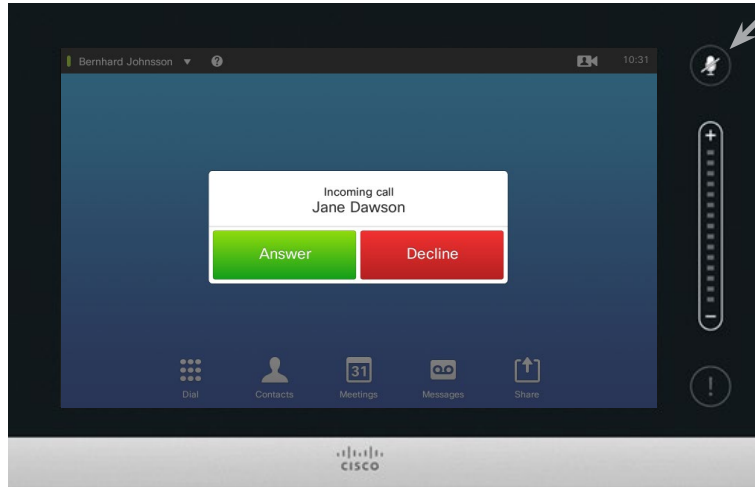 Bernhard Johnsson
10:31
Incoming call
Jane Dawson
Answer
Decline
31
Dial
Contacts
Meetings
Messages
Share
CISCO